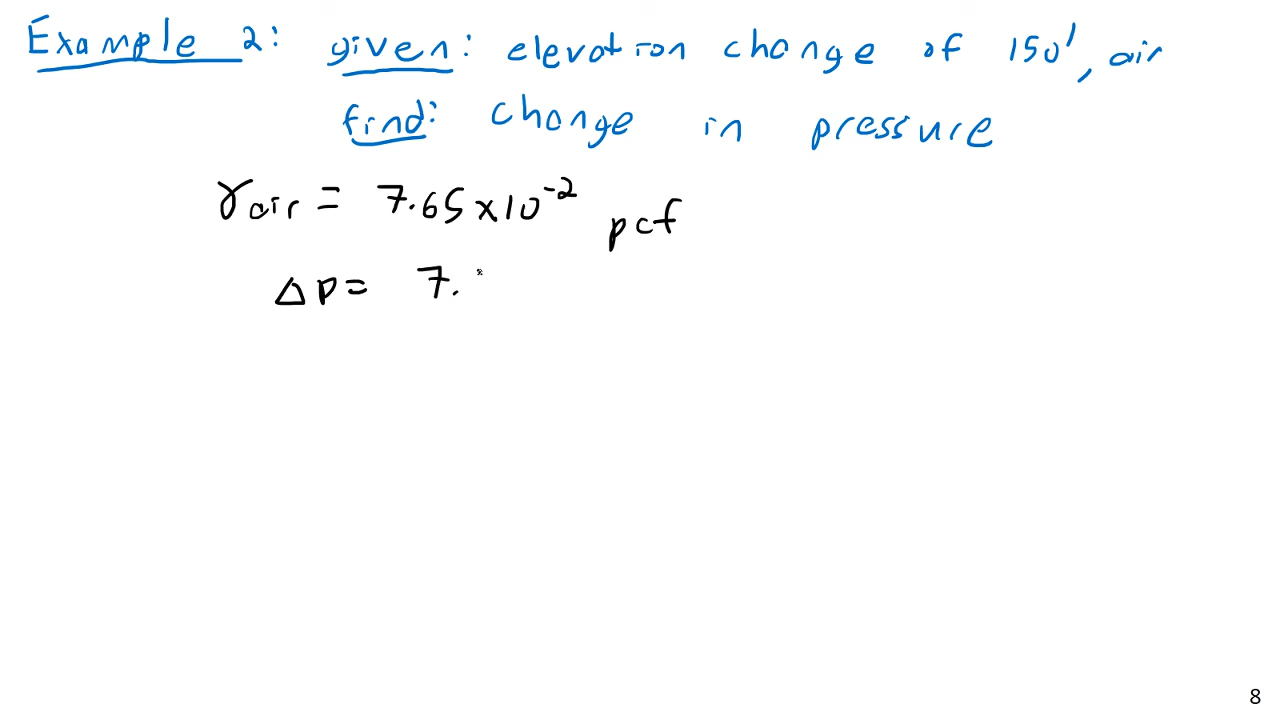 Example 2: given: elevation change of 150', air
find: change in pressure
γair = 7.65x10⁻² pcf
ΔP = 7.
8